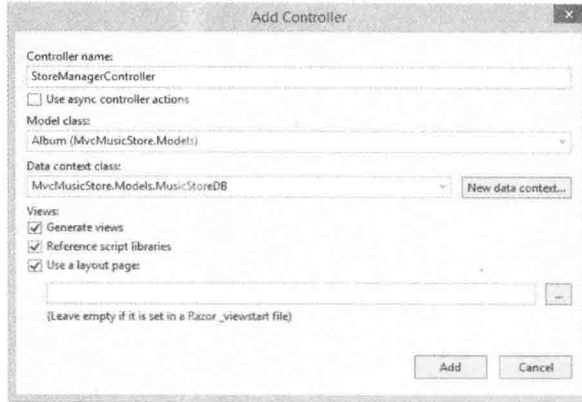 Add Controller
Controller name:
StoreManagerController
Use async controller actions
Model class:
Album (MvcMusicStore.Models)
Data context class:
MvcMusicStore.Models.MusicStoreDB
New data context...
Views:
Generate views
Reference script libraries
Use a layout page:
...
(Leave empty if it is set in a Razor _viewstart file)
Add
Cancel